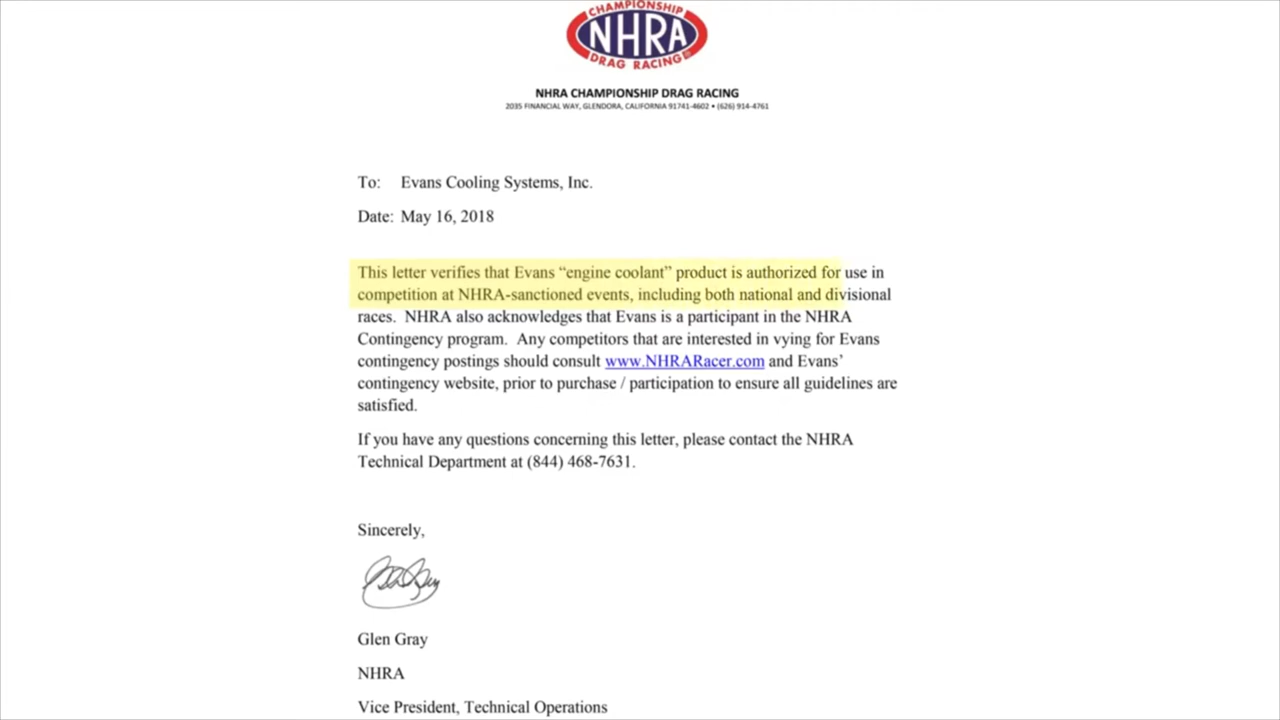 CHAMPIONSHIP
NHRA
DRAG RACING
NHRA CHAMPIONSHIP DRAG RACING
2035 FINANCIAL WAY, GLENDORA, CALIFORNIA 91741-4602 • (626) 914-4761
To: Evans Cooling Systems, Inc.
Date: May 16, 2018
This letter verifies that Evans “engine coolant” product is authorized for use in
competition at NHRA-sanctioned events, including both national and divisional
races. NHRA also acknowledges that Evans is a participant in the NHRA
Contingency program. Any competitors that are interested in vying for Evans
contingency postings should consult www.NHRARacer.com and Evans’
contingency website, prior to purchase / participation to ensure all guidelines are
satisfied.
If you have any questions concerning this letter, please contact the NHRA
Technical Department at (844) 468-7631.
Sincerely,
Glen Gray
NHRA
Vice President, Technical Operations